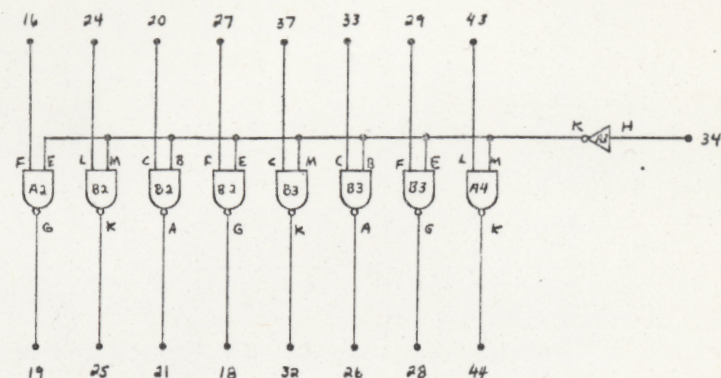 16 24 20 27 37 33 29 43
K H 34
F E L M C B F E C M C B F E L M
A2 B2 B2 B2 B3 B3 B3 A4
G K A G K A G K
19 25 21 18 32 26 28 44